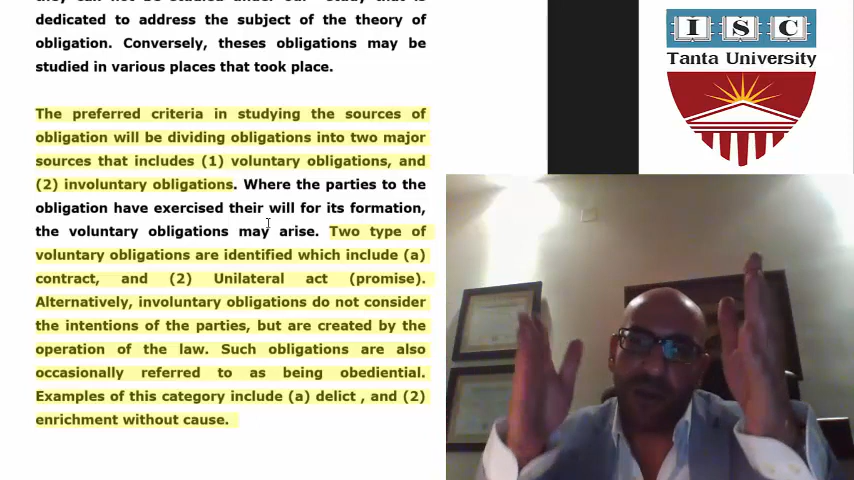 they can not be studied under our study that is
dedicated to address the subject of the theory of
obligation. Conversely, theses obligations may be
studied in various places that took place.
The preferred criteria in studying the sources of
obligation will be dividing obligations into two major
sources that includes (1) voluntary obligations, and
(2) involuntary obligations. Where the parties to the
obligation have exercised their will for its formation,
the voluntary obligations may arise. Two type of
voluntary obligations are identified which include (a)
contract, and (2) Unilateral act (promise).
Alternatively, involuntary obligations do not consider
the intentions of the parties, but are created by the
operation of the law. Such obligations are also
occasionally referred to as being obediential.
Examples of this category include (a) delict , and (2)
enrichment without cause.
I S C
Tanta University